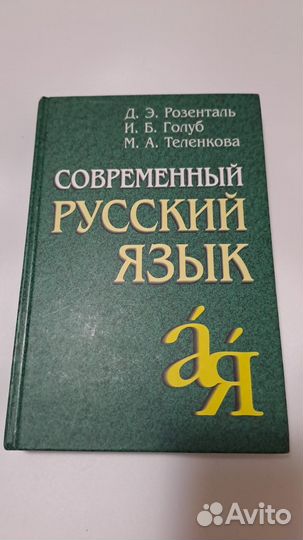 Д. Э. Розенталь
И. Б. Голуб
М. А. Теленкова
СОВРЕМЕННЫЙ
РУССКИЙ
ЯЗЫК
а́
я́
Avito